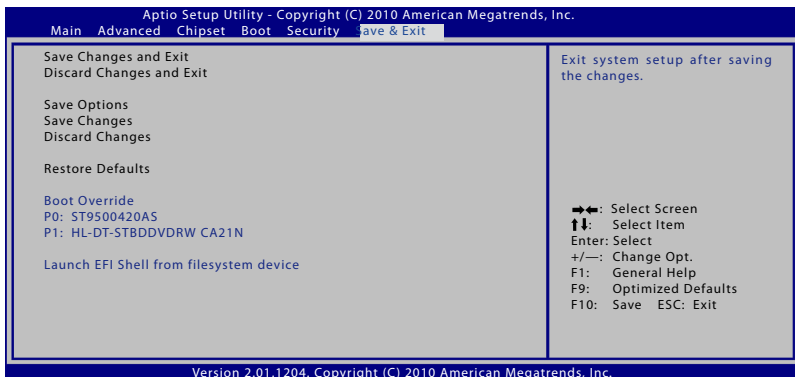 Aptio Setup Utility - Copyright (C) 2010 American Megatrends, Inc.
Main Advanced Chipset Boot Security Save & Exit
Save Changes and Exit
Discard Changes and Exit
Save Options
Save Changes
Discard Changes
Restore Defaults
Boot Override
P0: ST9500420AS
P1: HL-DT-STBDDVDRW CA21N
Launch EFI Shell from filesystem device
Exit system setup after saving
the changes.
→←: Select Screen
↑↓: Select Item
Enter: Select
+/—: Change Opt.
F1: General Help
F9: Optimized Defaults
F10: Save ESC: Exit
Version 2.01.1204. Copyright (C) 2010 American Megatrends, Inc.